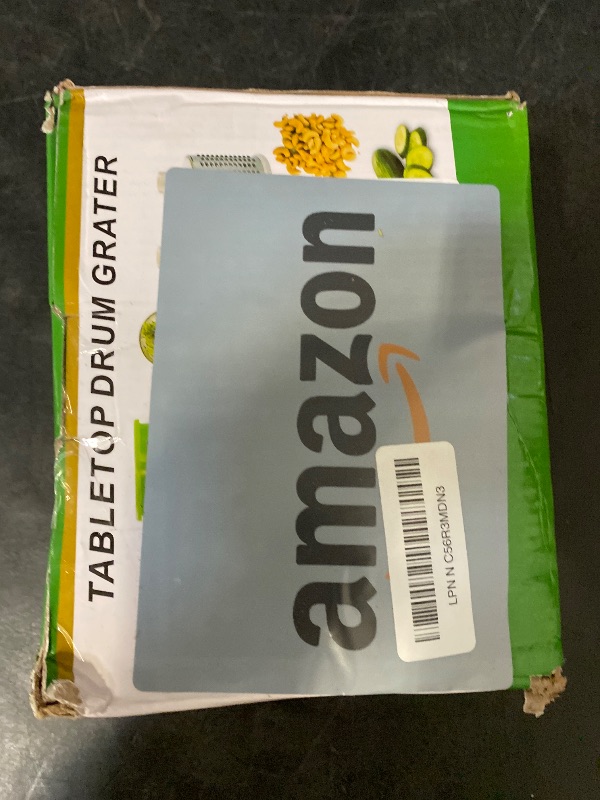 TABLETOP DRUM GRATER
amazon
LPN N C56R3MDN3